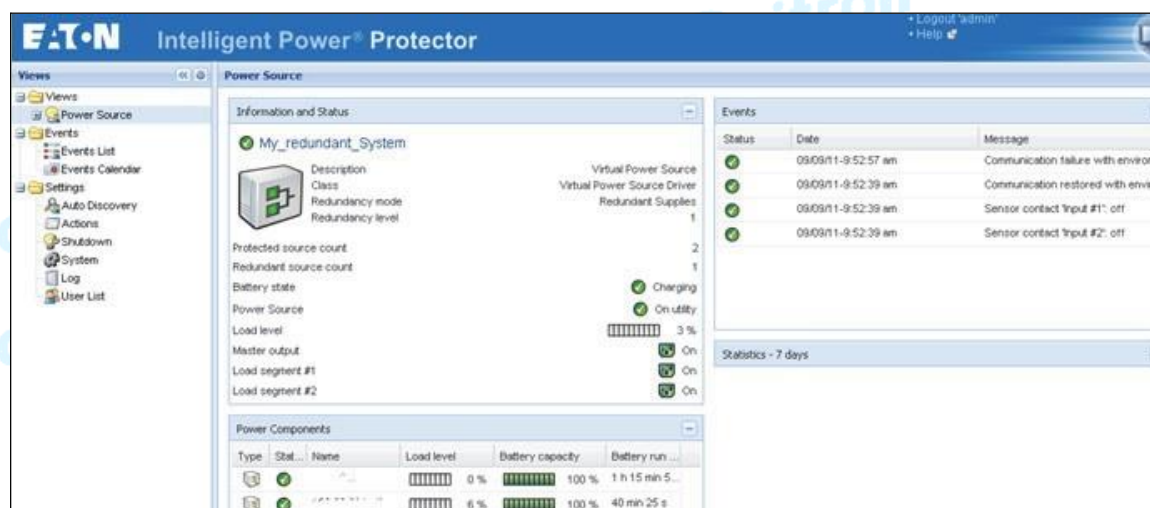 EATON Intelligent Power® Protector
• Logout 'admin'
• Help
Views
Views
Power Source
Events
Events List
Events Calendar
Settings
Auto Discovery
Actions
Shutdown
System
Log
User List
Power Source
Information and Status
My_redundant_System
Description Virtual Power Source
Class Virtual Power Source Driver
Redundancy mode Redundant Supplies
Redundancy level 1
Protected source count 2
Redundant source count 1
Battery state Charging
Power Source On utility
Load level 3 %
Master output On
Load segment #1 On
Load segment #2 On
Power Components
Type Stat... Name Load level Battery capacity Battery run ...
0 % 100 % 1 h 15 min 5...
6 % 100 % 40 min 25 s
Events
Status Date Message
09/09/11-9:52:57 am Communication failure with environ
09/09/11-9:52:39 am Communication restored with envi
09/09/11-9:52:39 am Sensor contact 'Input #1': off
09/09/11-9:52:39 am Sensor contact 'Input #2': off
Statistics - 7 days